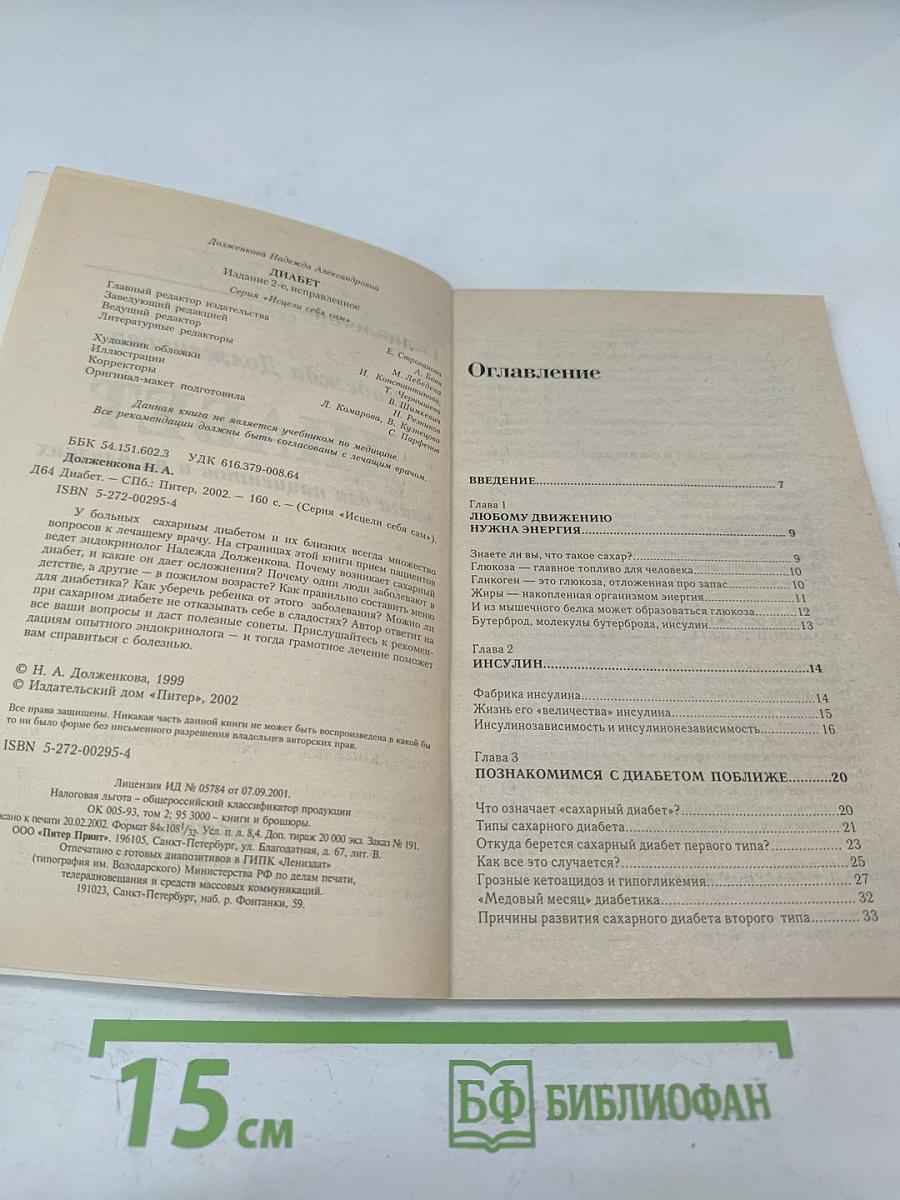 Долженкова Надежда Александровна
ДИАБЕТ
Издание 2-е, исправленное
Серия «Исцели себя сам»
Главный редактор издательства Е. Строганова
Заведующий редакцией Л. Баен
Ведущий редактор М. Лебедева
Литературные редакторы И. Константинова,
Т. Чернышева
Художник обложки В. Шимкевич
Иллюстрации Н. Резников
Корректоры Л. Комарова, В. Кузнецова
Оригинал-макет подготовила С. Парфенов
Данная книга не является учебником по медицине.
Все рекомендации должны быть согласованы с лечащим врачом.
ББК 54.151.602.3 УДК 616.379-008.64
Долженкова Н. А.
Д64 Диабет. — СПб.: Питер, 2002. — 160 с. — (Серия «Исцели себя сам»).
ISBN 5-272-00295-4
У больных сахарным диабетом и их близких всегда множество
вопросов к лечащему врачу. На страницах этой книги прием пациентов
ведет эндокринолог Надежда Долженкова. Почему возникает сахарный
диабет, и какие он дает осложнения? Почему одни люди заболевают в
детстве, а другие — в пожилом возрасте? Как правильно составить меню
для диабетика? Как уберечь ребенка от этого заболевания? Можно ли
при сахарном диабете не отказывать себе в сладостях? Автор ответит на
все ваши вопросы и даст полезные советы. Прислушайтесь к рекомен-
дациям опытного эндокринолога — и тогда грамотное лечение поможет
вам справиться с болезнью.
© Н. А. Долженкова, 1999
© Издательский дом «Питер», 2002
Все права защищены. Никакая часть данной книги не может быть воспроизведена в какой бы
то ни было форме без письменного разрешения владельцев авторских прав.
ISBN 5-272-00295-4
Лицензия ИД № 05784 от 07.09.2001.
Налоговая льгота – общероссийский классификатор продукции
ОК 005-93, том 2; 95 3000 – книги и брошюры.
исано к печати 20.02.2002. Формат 84×108¹/₃₂. Усл. п. л. 8,4. Доп. тираж 20 000 экз. Заказ № 191.
ООО «Питер Принт». 196105, Санкт-Петербург, ул. Благодатная, д. 67, лит. В.
Отпечатано с готовых диапозитивов в ГИПК «Лениздат»
(типография им. Володарского) Министерства РФ по делам печати,
телерадиовещания и средств массовых коммуникаций.
191023, Санкт-Петербург, наб. р. Фонтанки, 59.
Оглавление
ВВЕДЕНИЕ............7
Глава 1
ЛЮБОМУ ДВИЖЕНИЮ
НУЖНА ЭНЕРГИЯ............9
Знаете ли вы, что такое сахар?............9
Глюкоза — главное топливо для человека............10
Гликоген — это глюкоза, отложенная про запас............10
Жиры — накопленная организмом энергия............11
И из мышечного белка может образоваться глюкоза............12
Бутерброд, молекулы бутерброда, инсулин............13
Глава 2
ИНСУЛИН............14
Фабрика инсулина............14
Жизнь его «величества» инсулина............15
Инсулинозависимость и инсулинонезависимость............16
Глава 3
ПОЗНАКОМИМСЯ С ДИАБЕТОМ ПОБЛИЖЕ............20
Что означает «сахарный диабет»?............20
Типы сахарного диабета............21
Откуда берется сахарный диабет первого типа?............23
Как все это случается?............25
Грозные кетоацидоз и гипогликемия............27
«Медовый месяц» диабетика............32
Причины развития сахарного диабета второго типа............33
15 см
БФ БИБЛИОФАН